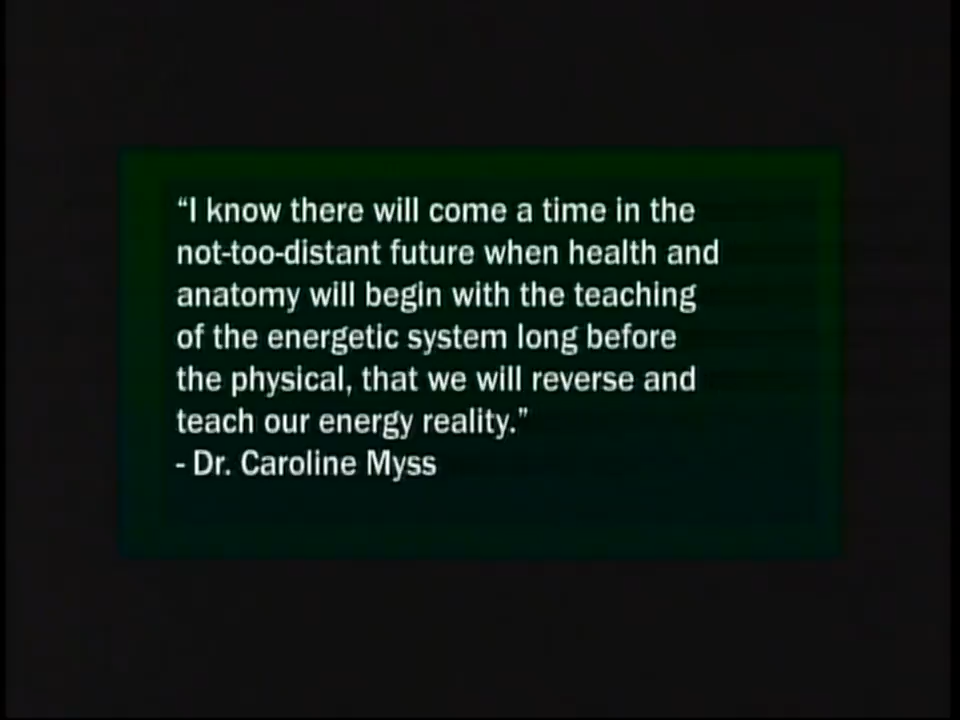 “I know there will come a time in the
not-too-distant future when health and
anatomy will begin with the teaching
of the energetic system long before
the physical, that we will reverse and
teach our energy reality.”
- Dr. Caroline Myss